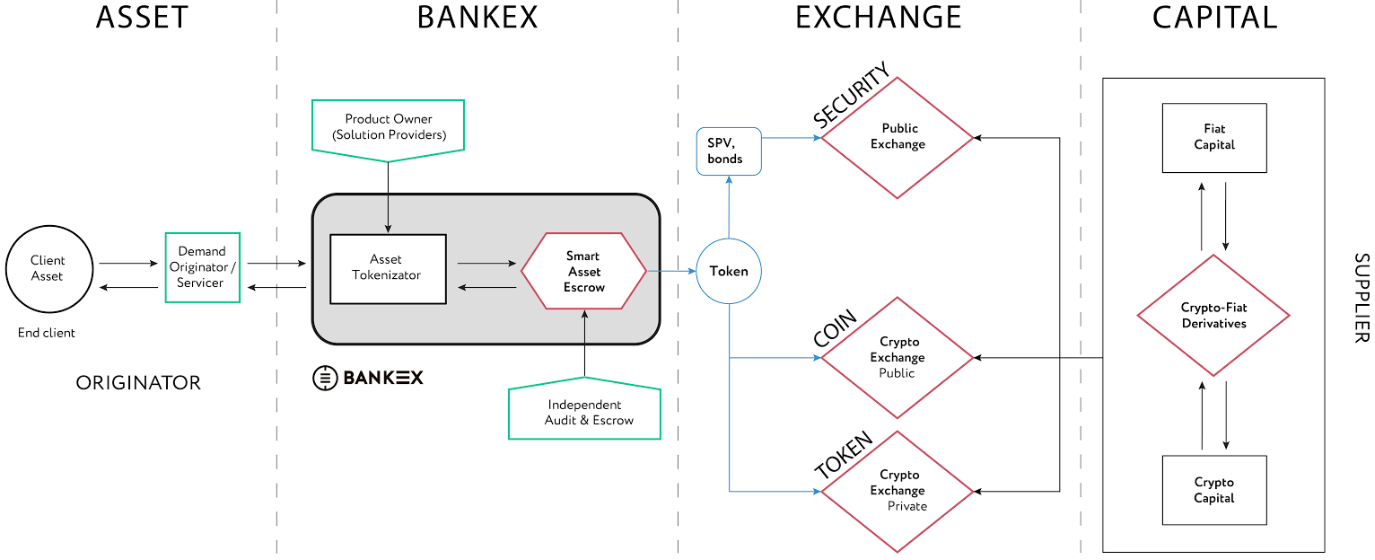 ASSET
BANKEX
EXCHANGE
CAPITAL
Client
Asset
End client
Demand
Originator /
Servicer
ORIGINATOR
Product Owner
(Solution Providers)
Asset
Tokenizator
Smart
Asset
Escrow
BANKEX
Independent
Audit & Escrow
SPV,
bonds
Token
SECURITY
Public
Exchange
COIN
Crypto
Exchange
Public
TOKEN
Crypto
Exchange
Private
Fiat
Capital
Crypto-Fiat
Derivatives
Crypto
Capital
SUPPLIER